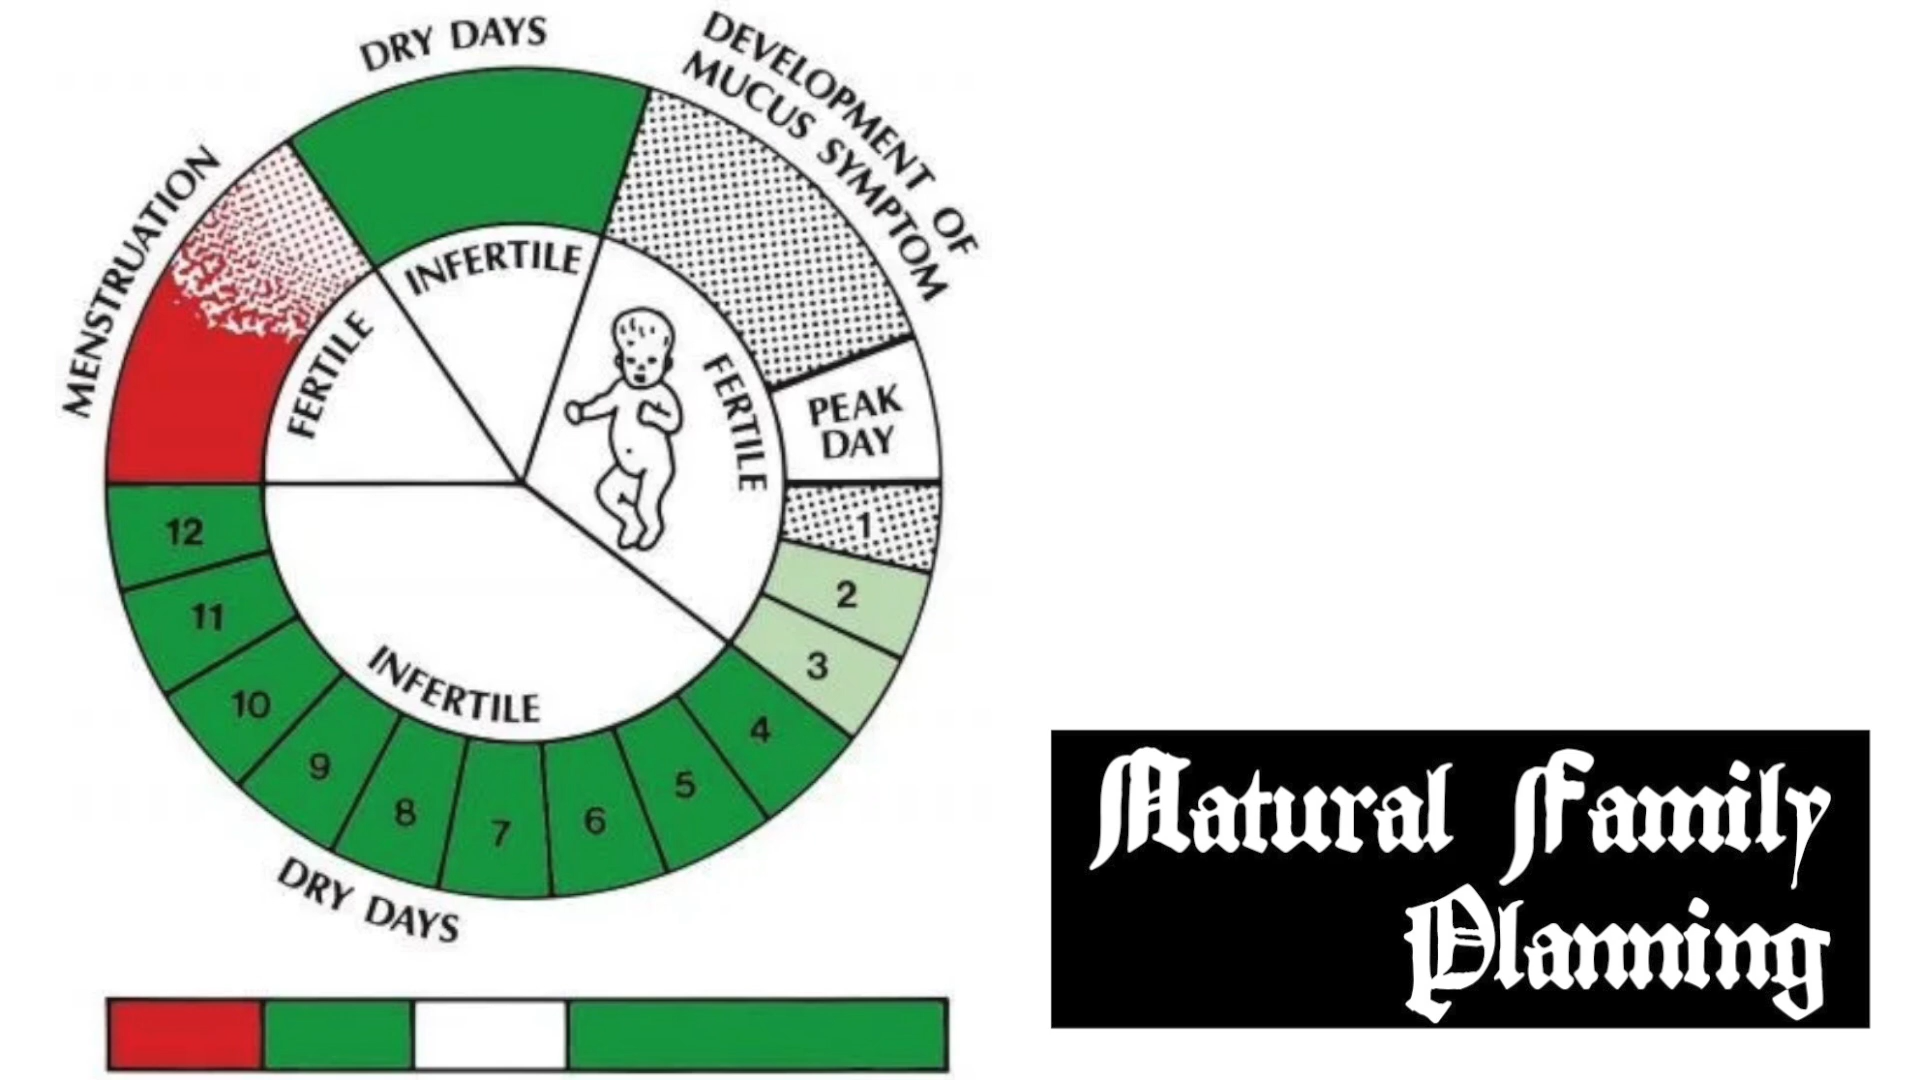 DRY DAYS
DEVELOPMENT OF
MUCUS SYMPTOM
MENSTRUATION
INFERTILE
FERTILE
FERTILE
PEAK
DAY
1
2
3
4
5
6
7
8
9
10
11
12
INFERTILE
DRY DAYS
Natural Family
Planning